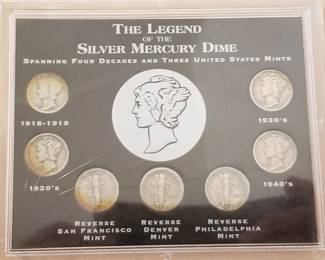 THE LEGEND
OF THE
SILVER MERCURY DIME
SPANNING FOUR DECADES AND THREE UNITED STATES MINTS
1916-1919
1930's
1920's
1940's
REVERSE
SAN FRANCISCO
MINT
REVERSE
DENVER
MINT
REVERSE
PHILADELPHIA
MINT